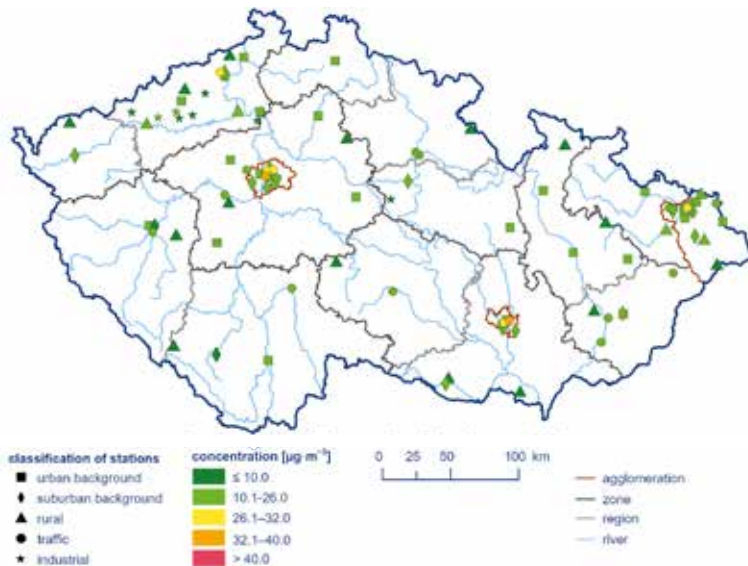 classification of stations
urban background
suburban background
rural
traffic
industrial
concentration [µg·m⁻³]
≤ 10.0
10.1–26.0
26.1–32.0
32.1–40.0
> 40.0
0 25 50 100 km
agglomeration
zone
region
river